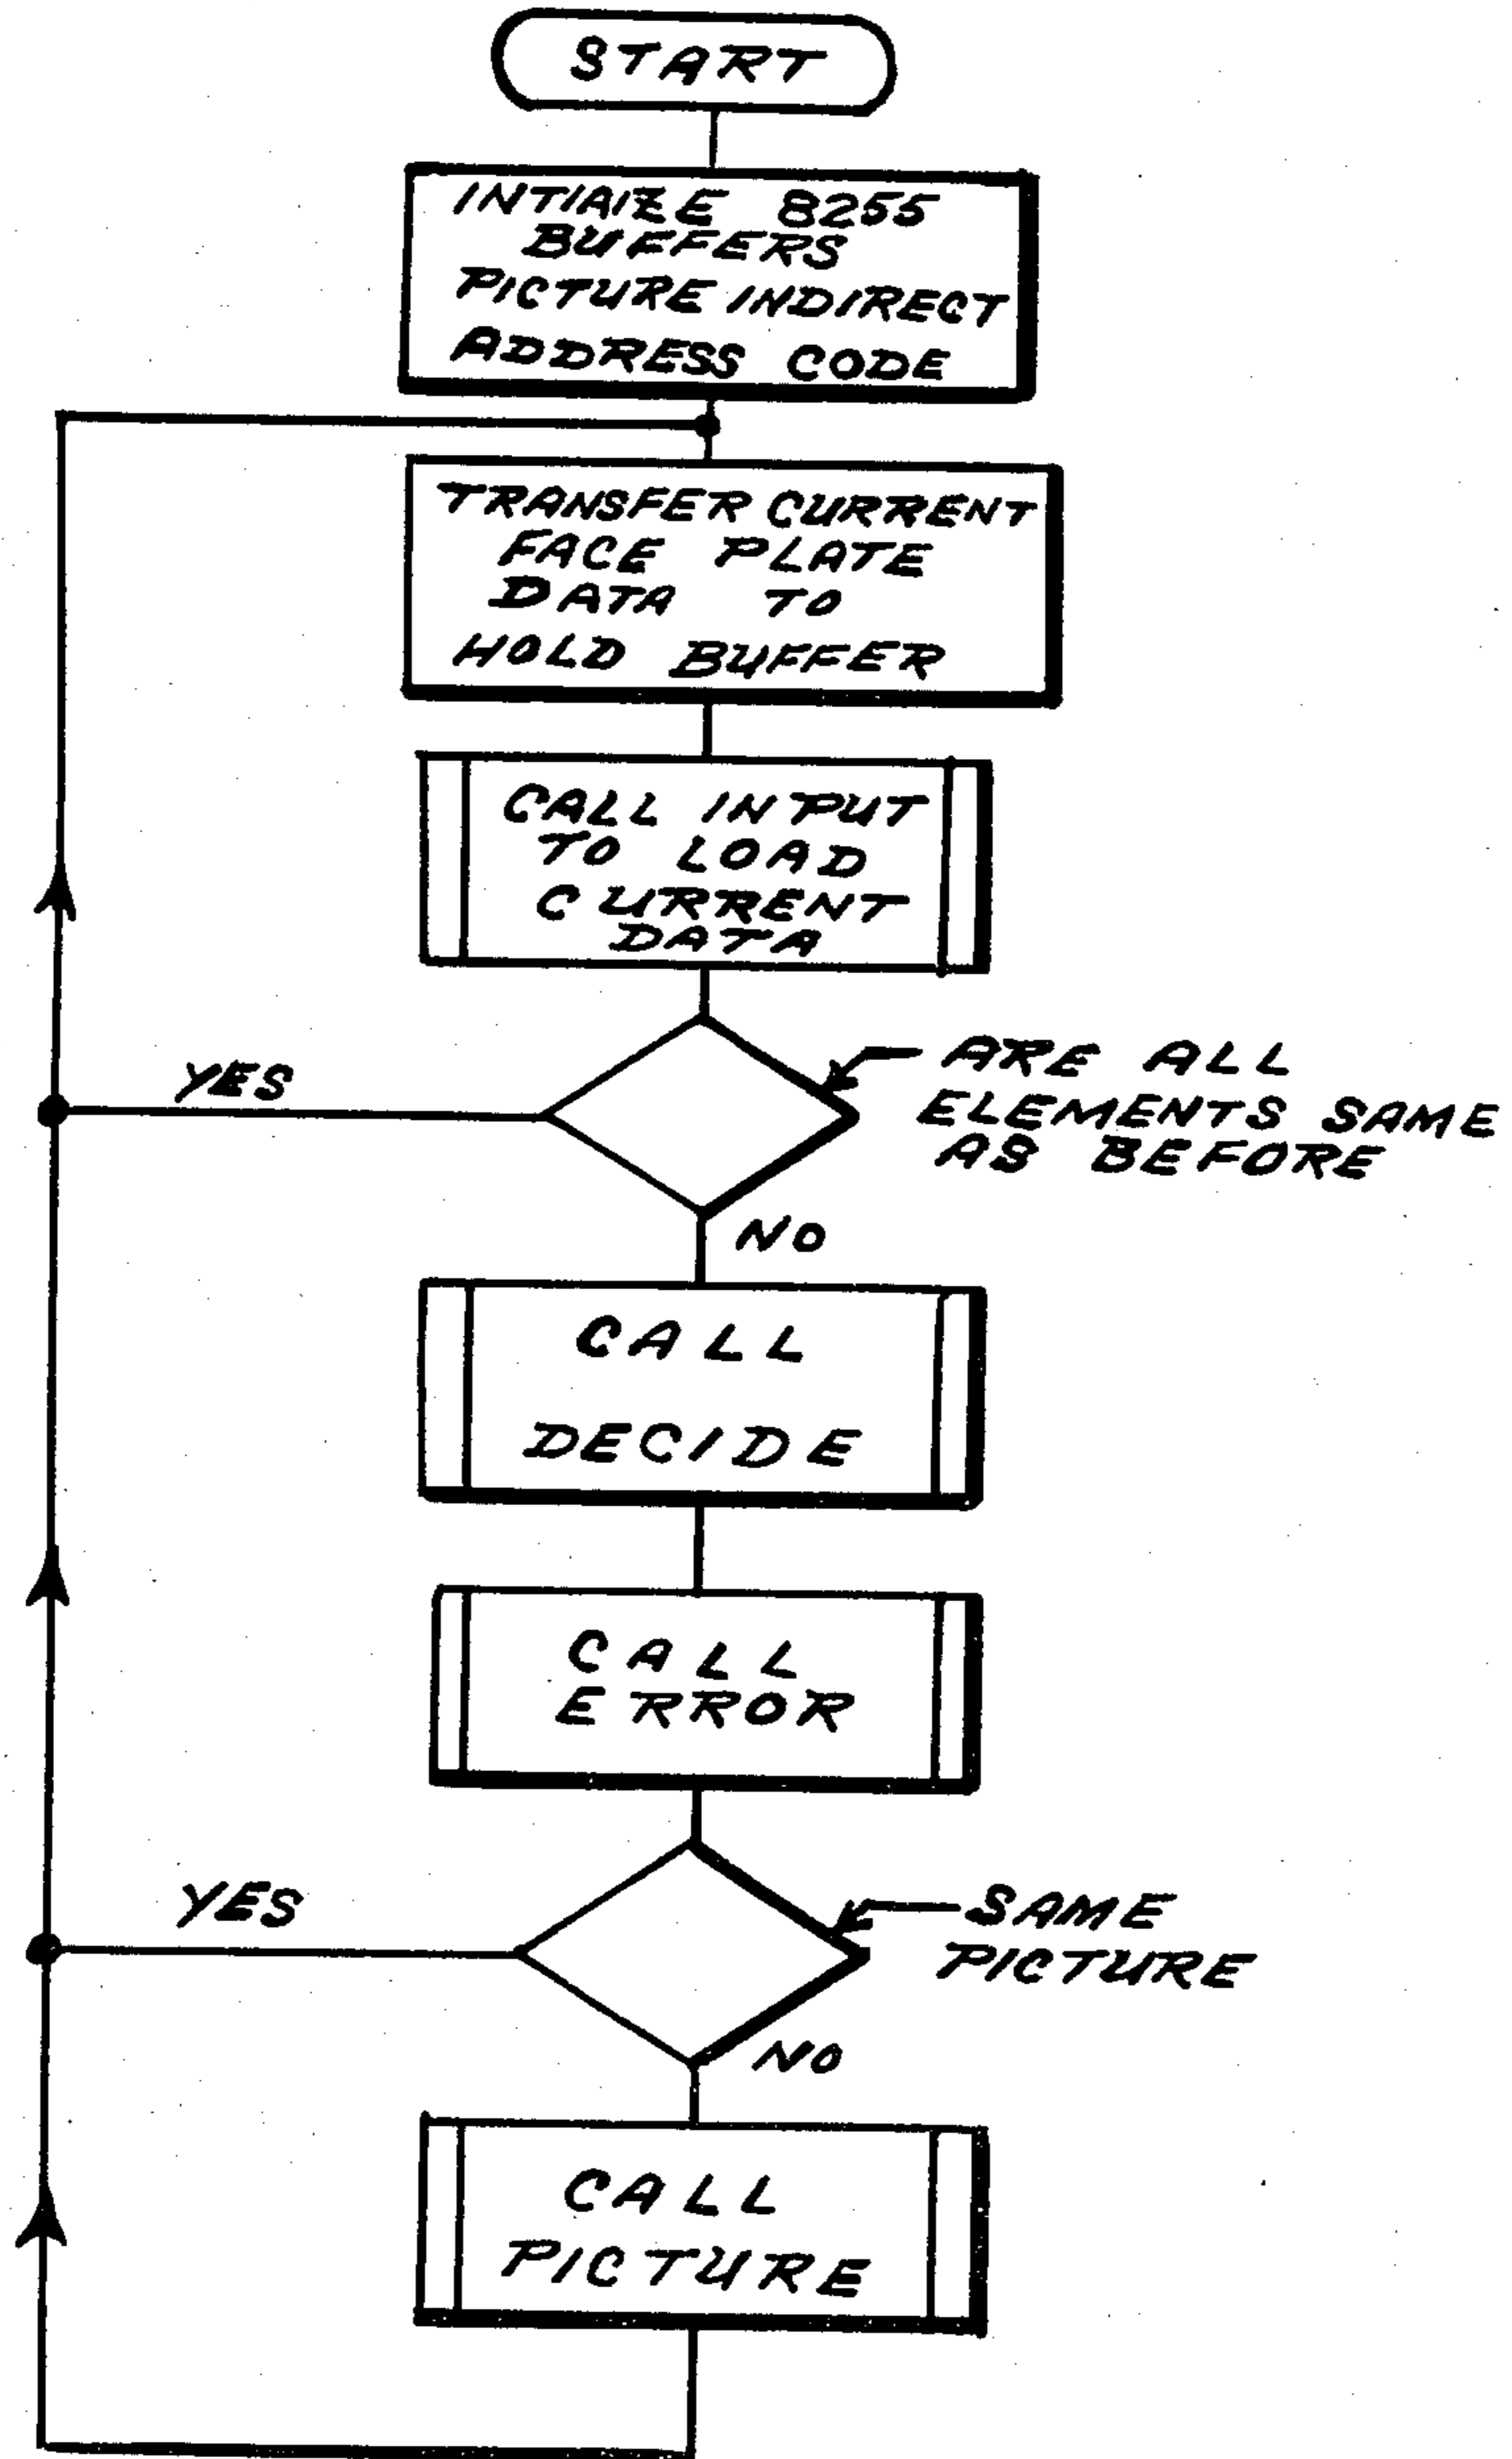 START
INTIAIZE 8255
BUFFERS
PICTURE INDIRECT
ADDRESS CODE
TRANSFER CURRENT
FACE PLATE
DATA TO
HOLD BUFFER
CALL INPUT
TO LOAD
CURRENT
DATA
ARE ALL
ELEMENTS SAME
AS BEFORE
YES
NO
CALL
DECIDE
CALL
ERROR
YES
SAME
PICTURE
NO
CALL
PICTURE